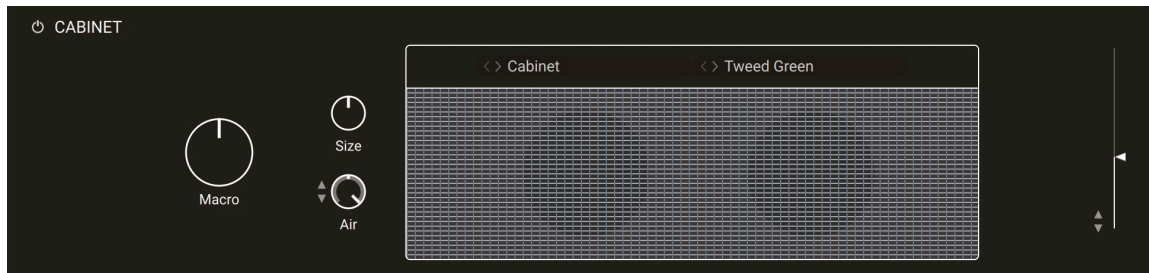 CABINET
Cabinet
Tweed Green
Size
Macro
Air